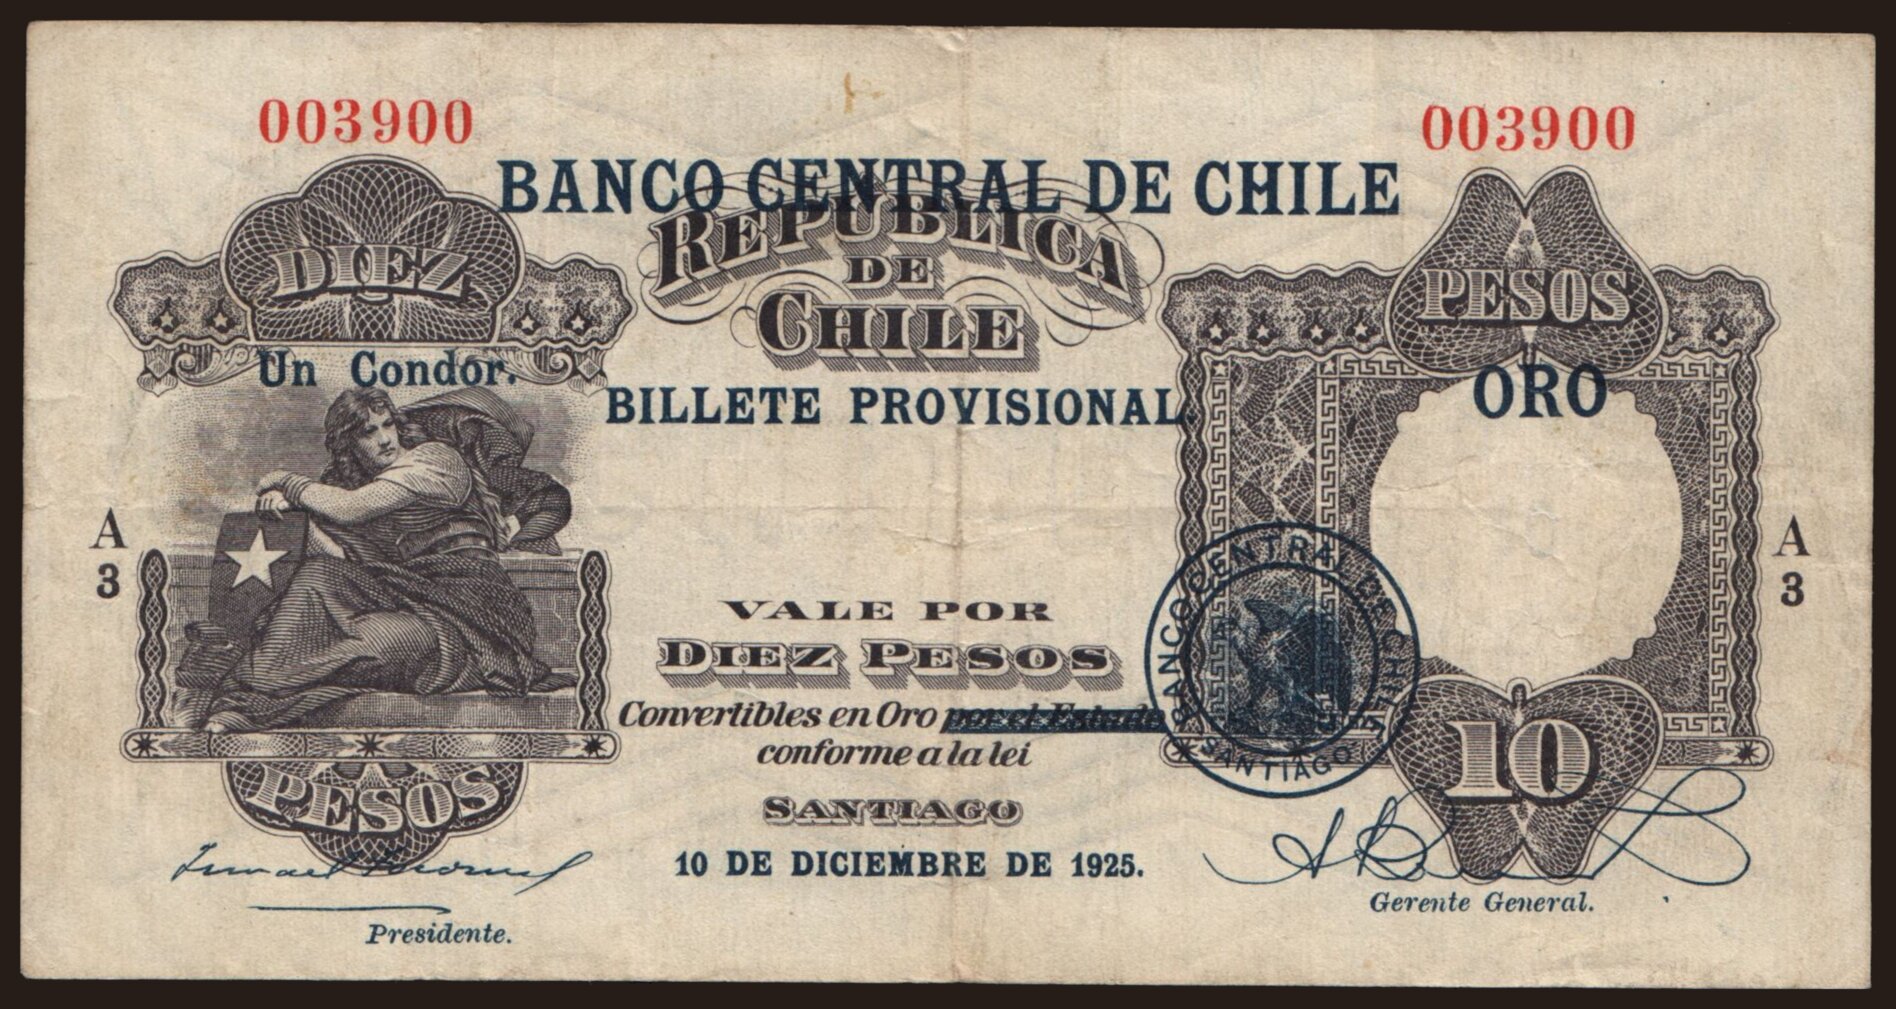 003900
003900
BANCO CENTRAL DE CHILE
REPUBLICA
DE
CHILE
DIEZ
PESOS
Un Condor.
BILLETE PROVISIONAL.
ORO
A
3
A
3
VALE POR
DIEZ PESOS
Convertibles en Oro por el Estado
conforme a la lei
BANCO CENTRAL DE CHILE
SANTIAGO
PESOS
10
SANTIAGO
10 DE DICIEMBRE DE 1925.
Presidente.
Gerente General.